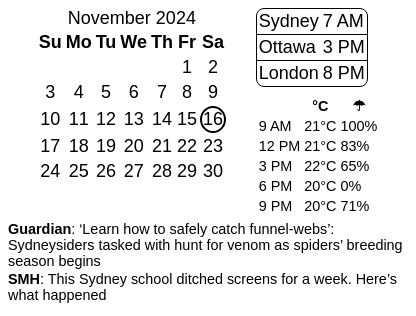 November 2024
Su Mo Tu We Th Fr Sa
1 2
3 4 5 6 7 8 9
10 11 12 13 14 15 16
17 18 19 20 21 22 23
24 25 26 27 28 29 30
Sydney 7 AM
Ottawa 3 PM
London 8 PM
°C ☂
9 AM 21°C 100%
12 PM 21°C 83%
3 PM 22°C 65%
6 PM 20°C 0%
9 PM 20°C 71%
Guardian: ‘Learn how to safely catch funnel-webs’:
Sydneysiders tasked with hunt for venom as spiders’ breeding
season begins
SMH: This Sydney school ditched screens for a week. Here’s
what happened